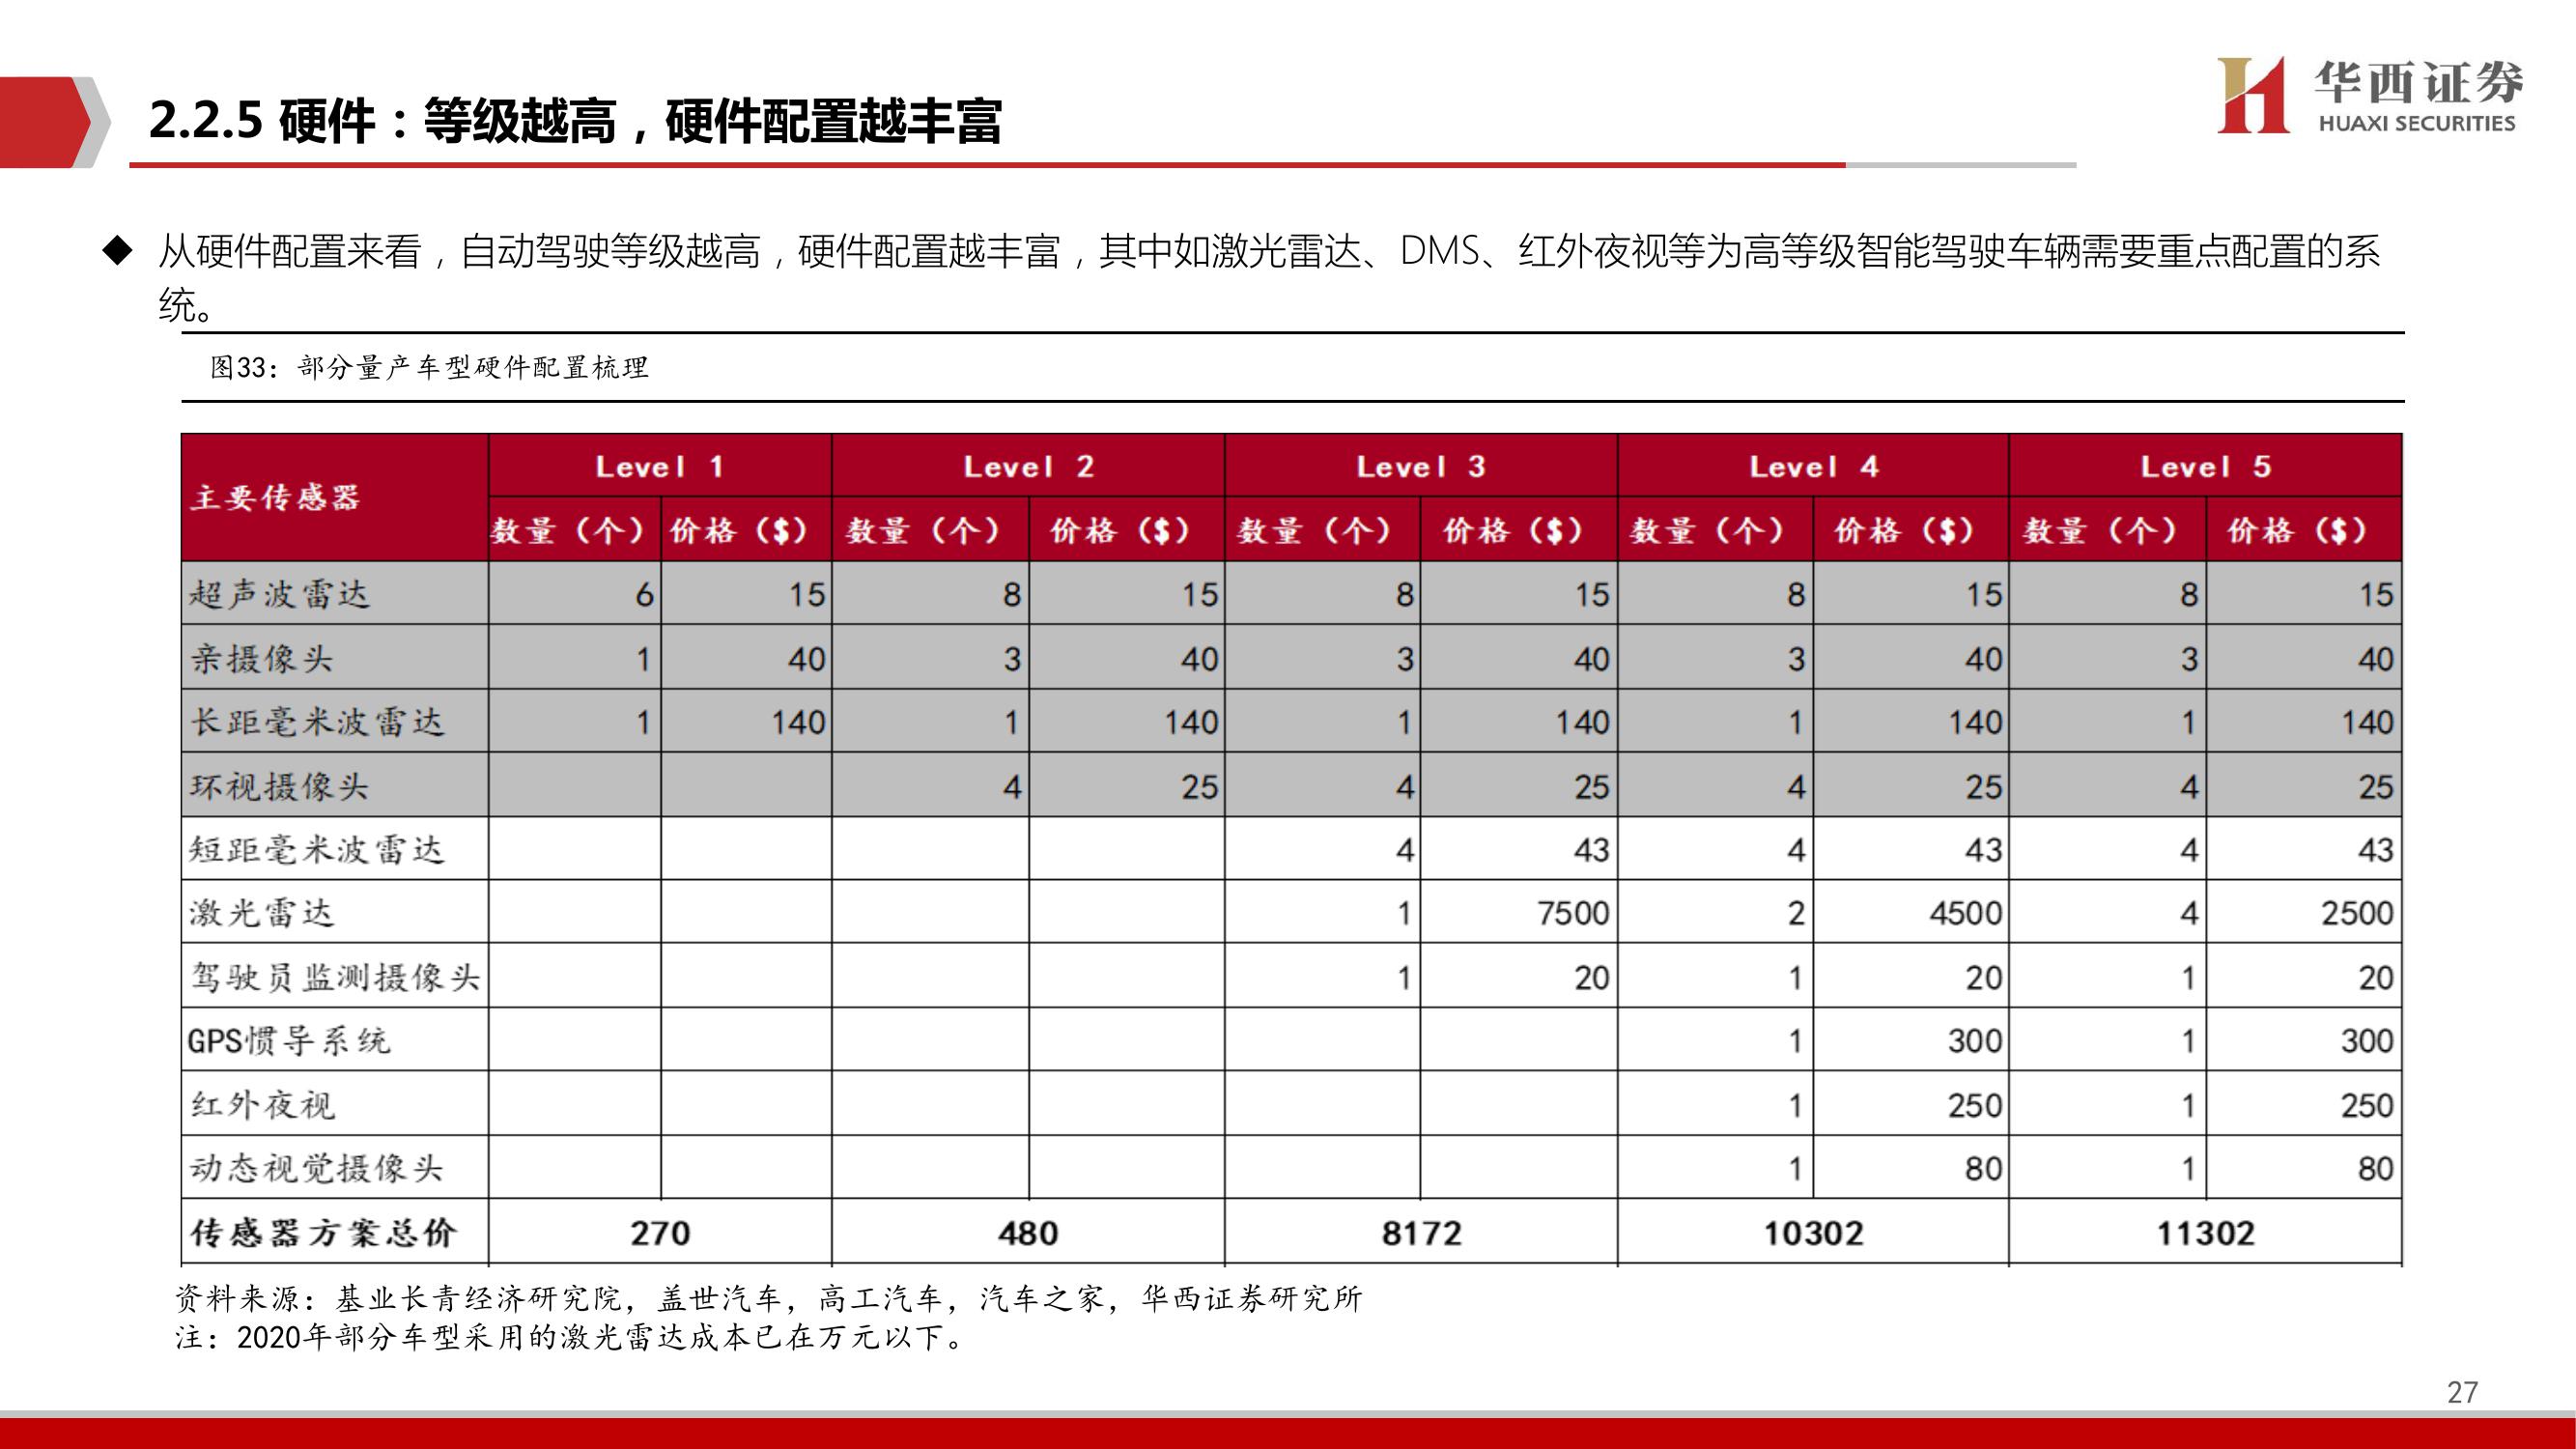 2.2.5 硬件：等级越高，硬件配置越丰富
华西证券
HUAXI SECURITIES
◆ 从硬件配置来看，自动驾驶等级越高，硬件配置越丰富，其中如激光雷达、DMS、红外夜视等为高等级智能驾驶车辆需要重点配置的系
统。
图33：部分量产车型硬件配置梳理
主要传感器 Level 1 Level 2 Level 3 Level 4 Level 5
数量（个） 价格（$） 数量（个） 价格（$） 数量（个） 价格（$） 数量（个） 价格（$） 数量（个） 价格（$）
超声波雷达 6 15 8 15 8 15 8 15 8 15
亲摄像头 1 40 3 40 3 40 3 40 3 40
长距毫米波雷达 1 140 1 140 1 140 1 140 1 140
环视摄像头 4 25 4 25 4 25 4 25
短距毫米波雷达 4 43 4 43 4 43
激光雷达 1 7500 2 4500 4 2500
驾驶员监测摄像头 1 20 1 20 1 20
GPS惯导系统 1 300 1 300
红外夜视 1 250 1 250
动态视觉摄像头 1 80 1 80
传感器方案总价 270 480 8172 10302 11302
资料来源：基业长青经济研究院，盖世汽车，高工汽车，汽车之家，华西证券研究所
注：2020年部分车型采用的激光雷达成本已在万元以下。
27